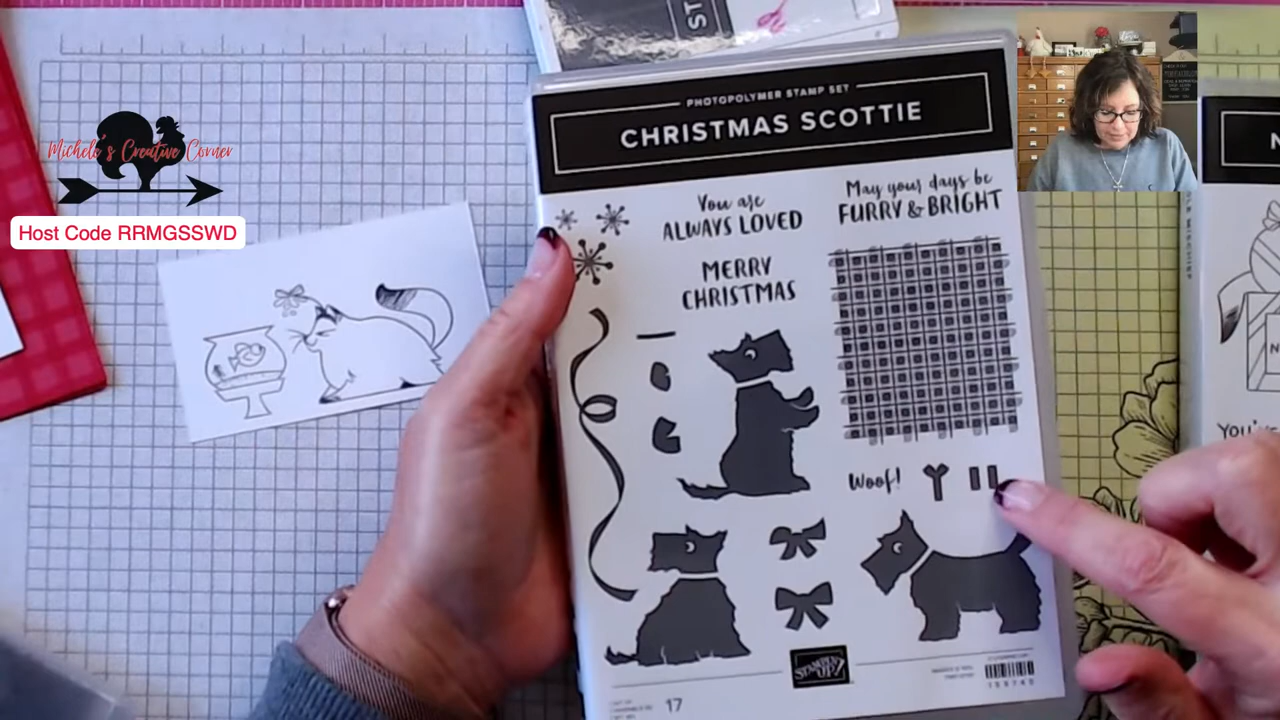 ST
PHOTOPOLYMER STAMP SET
CHRISTMAS SCOTTIE
Michele's Creative Corner
Host Code RRMGSSWD
You are
ALWAYS LOVED
May your days be
FURRY & BRIGHT
MERRY
CHRISTMAS
Woof!
STAMPIN' UP!
17
N
N
YOU'VE